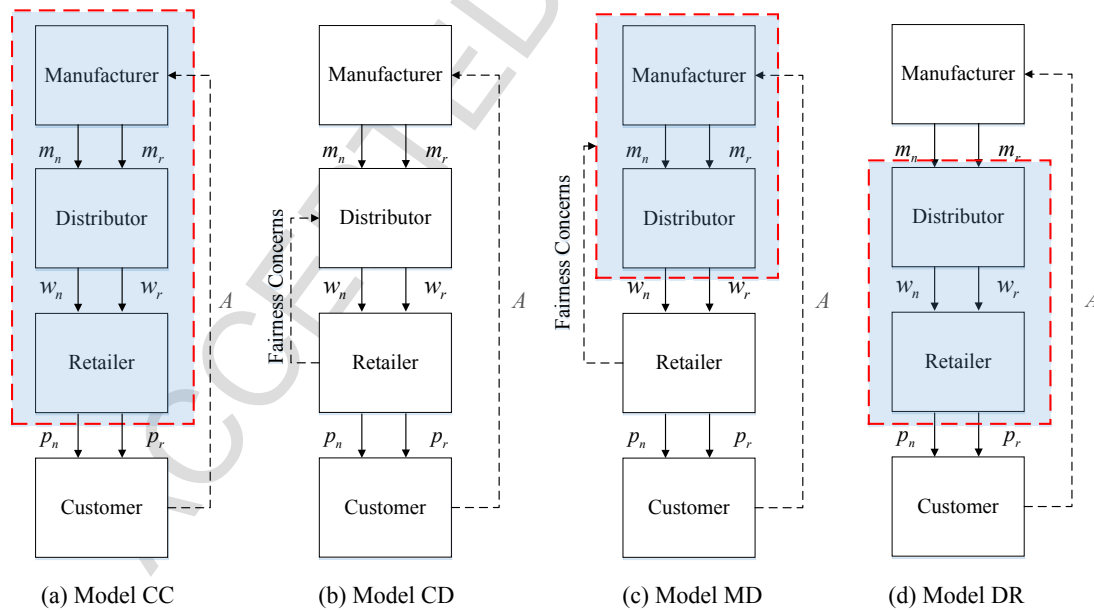 Manufacturer
m_n m_r
Distributor
w_n w_r
Retailer
p_n p_r
Customer
A
(a) Model CC
Manufacturer
m_n m_r
Distributor
Fairness Concerns
w_n w_r
Retailer
p_n p_r
Customer
A
(b) Model CD
Manufacturer
m_n m_r
Distributor
Fairness Concerns
w_n w_r
Retailer
p_n p_r
Customer
A
(c) Model MD
Manufacturer
m_n m_r
Distributor
w_n w_r
Retailer
p_n p_r
Customer
A
(d) Model DR
ACCEPTED